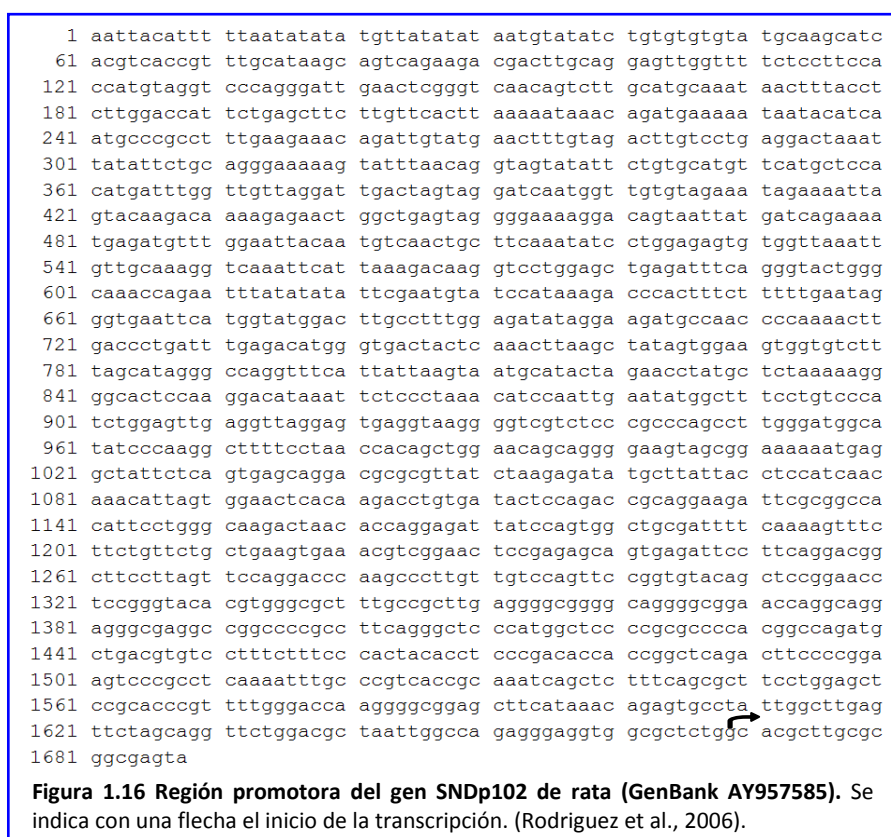 1 aattacattt ttaatatata tgttatatat aatgtatatc tgtgtgtgta tgcaagcatc
61 acgtcaccgt ttgcataagc agtcagaaga cgacttgcag gagttggttt tctccttcca
121 ccatgtaggt cccagggatt gaactcgggt caacagtctt gcatgcaaat aactttacct
181 cttggaccat tctgagcttc ttgttcactt aaaaataaac agatgaaaaa taatacatca
241 atgcccgcct ttgaagaaac agattgtatg aactttgtag acttgtcctg aggactaaat
301 tatattctgc agggaaaaag tatttaacag gtagtatatt ctgtgcatgt tcatgctcca
361 catgatttgg ttgttaggat tgactagtag gatcaatggt tgtgtagaaa tagaaaatta
421 gtacaagaca aaagagaact ggctgagtag gggaaaagga cagtaattat gatcagaaaa
481 tgagatgttt ggaattacaa tgtcaactgc ttcaaatatc ctggagagtg tggttaaatt
541 gttgcaaagg tcaaattcat taaagacaag gtcctggagc tgagatttca gggtactggg
601 caaaccagaa tttatatata ttcgaatgta tccataaaga cccactttct ttttgaatag
661 ggtgaattca tggtatggac ttgcctttgg agatatagga agatgccaac cccaaaactt
721 gaccctgatt tgagacatgg gtgactactc aaacttaagc tatagtggaa gtggtgtctt
781 tagcataggg ccaggtttca ttattaagta atgcatacta gaacctatgc tctaaaaagg
841 ggcactccaa ggacataaat tctccctaaa catccaattg aatatggctt tcctgtccca
901 tctggagttg aggttaggag tgaggtaagg ggtcgtctcc cgcccagcct tgggatggca
961 tatcccaagg cttttcctaa ccacagctgg aacagcaggg gaagtagcgg aaaaaatgag
1021 gctattctca gtgagcagga cgcgcgttat ctaagagata tgcttattac ctccatcaac
1081 aaacattagt ggaactcaca agacctgtga tactccagac cgcaggaaga ttcgcggcca
1141 cattcctggg caagactaac accaggagat tatccagtgg ctgcgatttt caaaagtttc
1201 ttctgttctg ctgaagtgaa acgtcggaac tccgagagca gtgagattcc ttcaggacgg
1261 cttccttagt tccaggaccc aagcccttgt tgtccagttc cggtgtacag ctccggaacc
1321 tccgggtaca cgtgggcgct ttgccgcttg aggggcgggg caggggcgga accaggcagg
1381 agggcgaggc cggccccgcc ttcagggctc ccatggctcc cgcgcccca cggccagatg
1441 ctgacgtgtc ctttctttcc cactacacct cccgacacca ccggctcaga cttccccgga
1501 agtcccgcct caaaatttgc ccgtcaccgc aaatcagctc tttcagcgct tcctggagct
1561 ccgcacccgt tttgggacca aggggcggag cttcataaac agagtgccta ttggcttgag
1621 ttctagcagg ttctggacgc taattggcca gagggaggtg gcgctctggc acgcttgcgc
1681 ggcgagta
Figura 1.16 Región promotora del gen SNDp102 de rata (GenBank AY957585). Se
indica con una flecha el inicio de la transcripción. (Rodriguez et al., 2006).